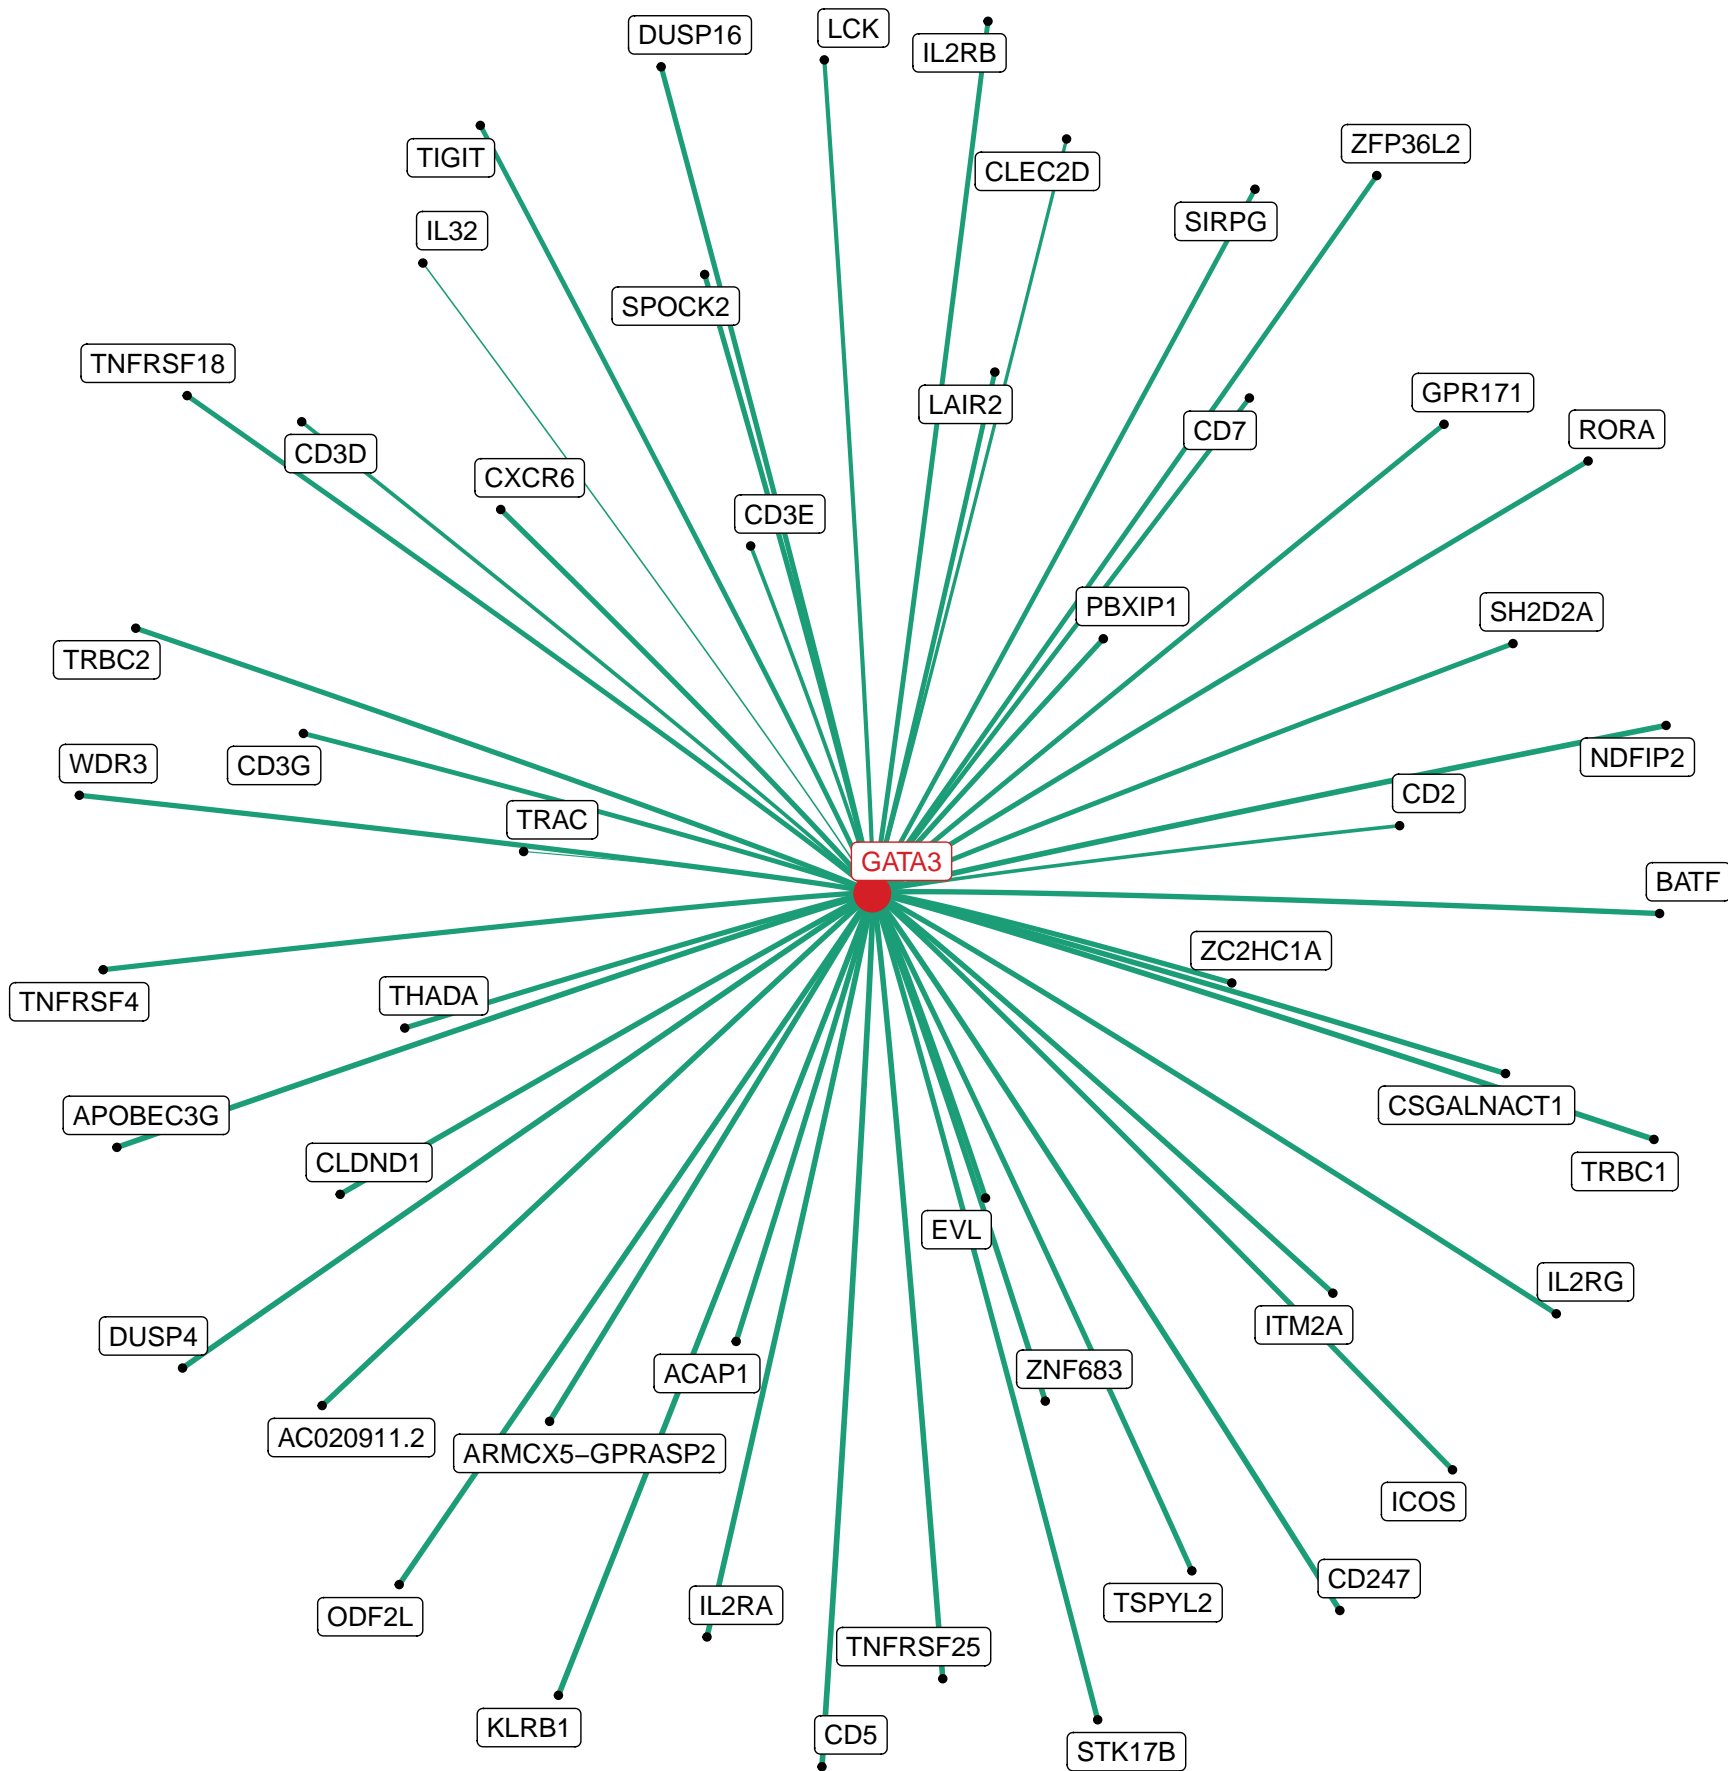 LCK
DUSP16
IL2RB
ZFP36L2
TIGIT
CLEC2D
SIRPG
IL32
SPOCK2
TNFRSF18
GPR171
LAIR2
CD7
RORA
CD3D
CXCR6
CD3E
PBXIP1
SH2D2A
TRBC2
NDFIP2
WDR3
CD3G
CD2
TRAC
GATA3
BATF
ZC2HC1A
THADA
TNFRSF4
CSGALNACT1
APOBEC3G
CLDND1
TRBC1
EVL
IL2RG
ITM2A
DUSP4
ZNF683
ACAP1
AC020911.2
ARMCX5−GPRASP2
ICOS
CD247
TSPYL2
IL2RA
ODF2L
TNFRSF25
KLRB1
CD5
STK17B